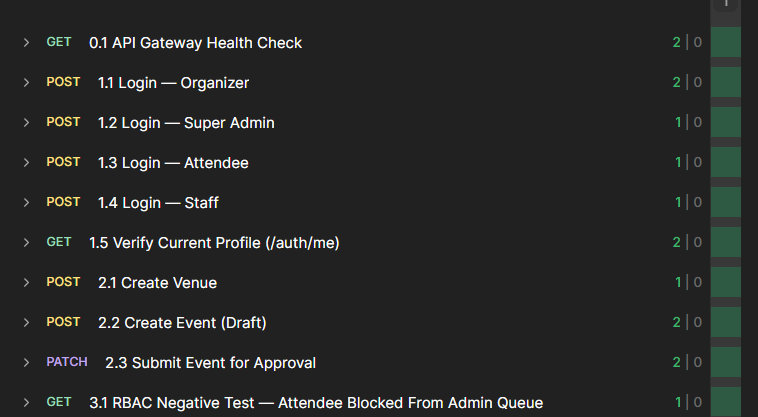 GET 0.1 API Gateway Health Check 2 | 0
POST 1.1 Login — Organizer 2 | 0
POST 1.2 Login — Super Admin 1 | 0
POST 1.3 Login — Attendee 1 | 0
POST 1.4 Login — Staff 1 | 0
GET 1.5 Verify Current Profile (/auth/me) 2 | 0
POST 2.1 Create Venue 1 | 0
POST 2.2 Create Event (Draft) 2 | 0
PATCH 2.3 Submit Event for Approval 2 | 0
GET 3.1 RBAC Negative Test — Attendee Blocked From Admin Queue 1 | 0